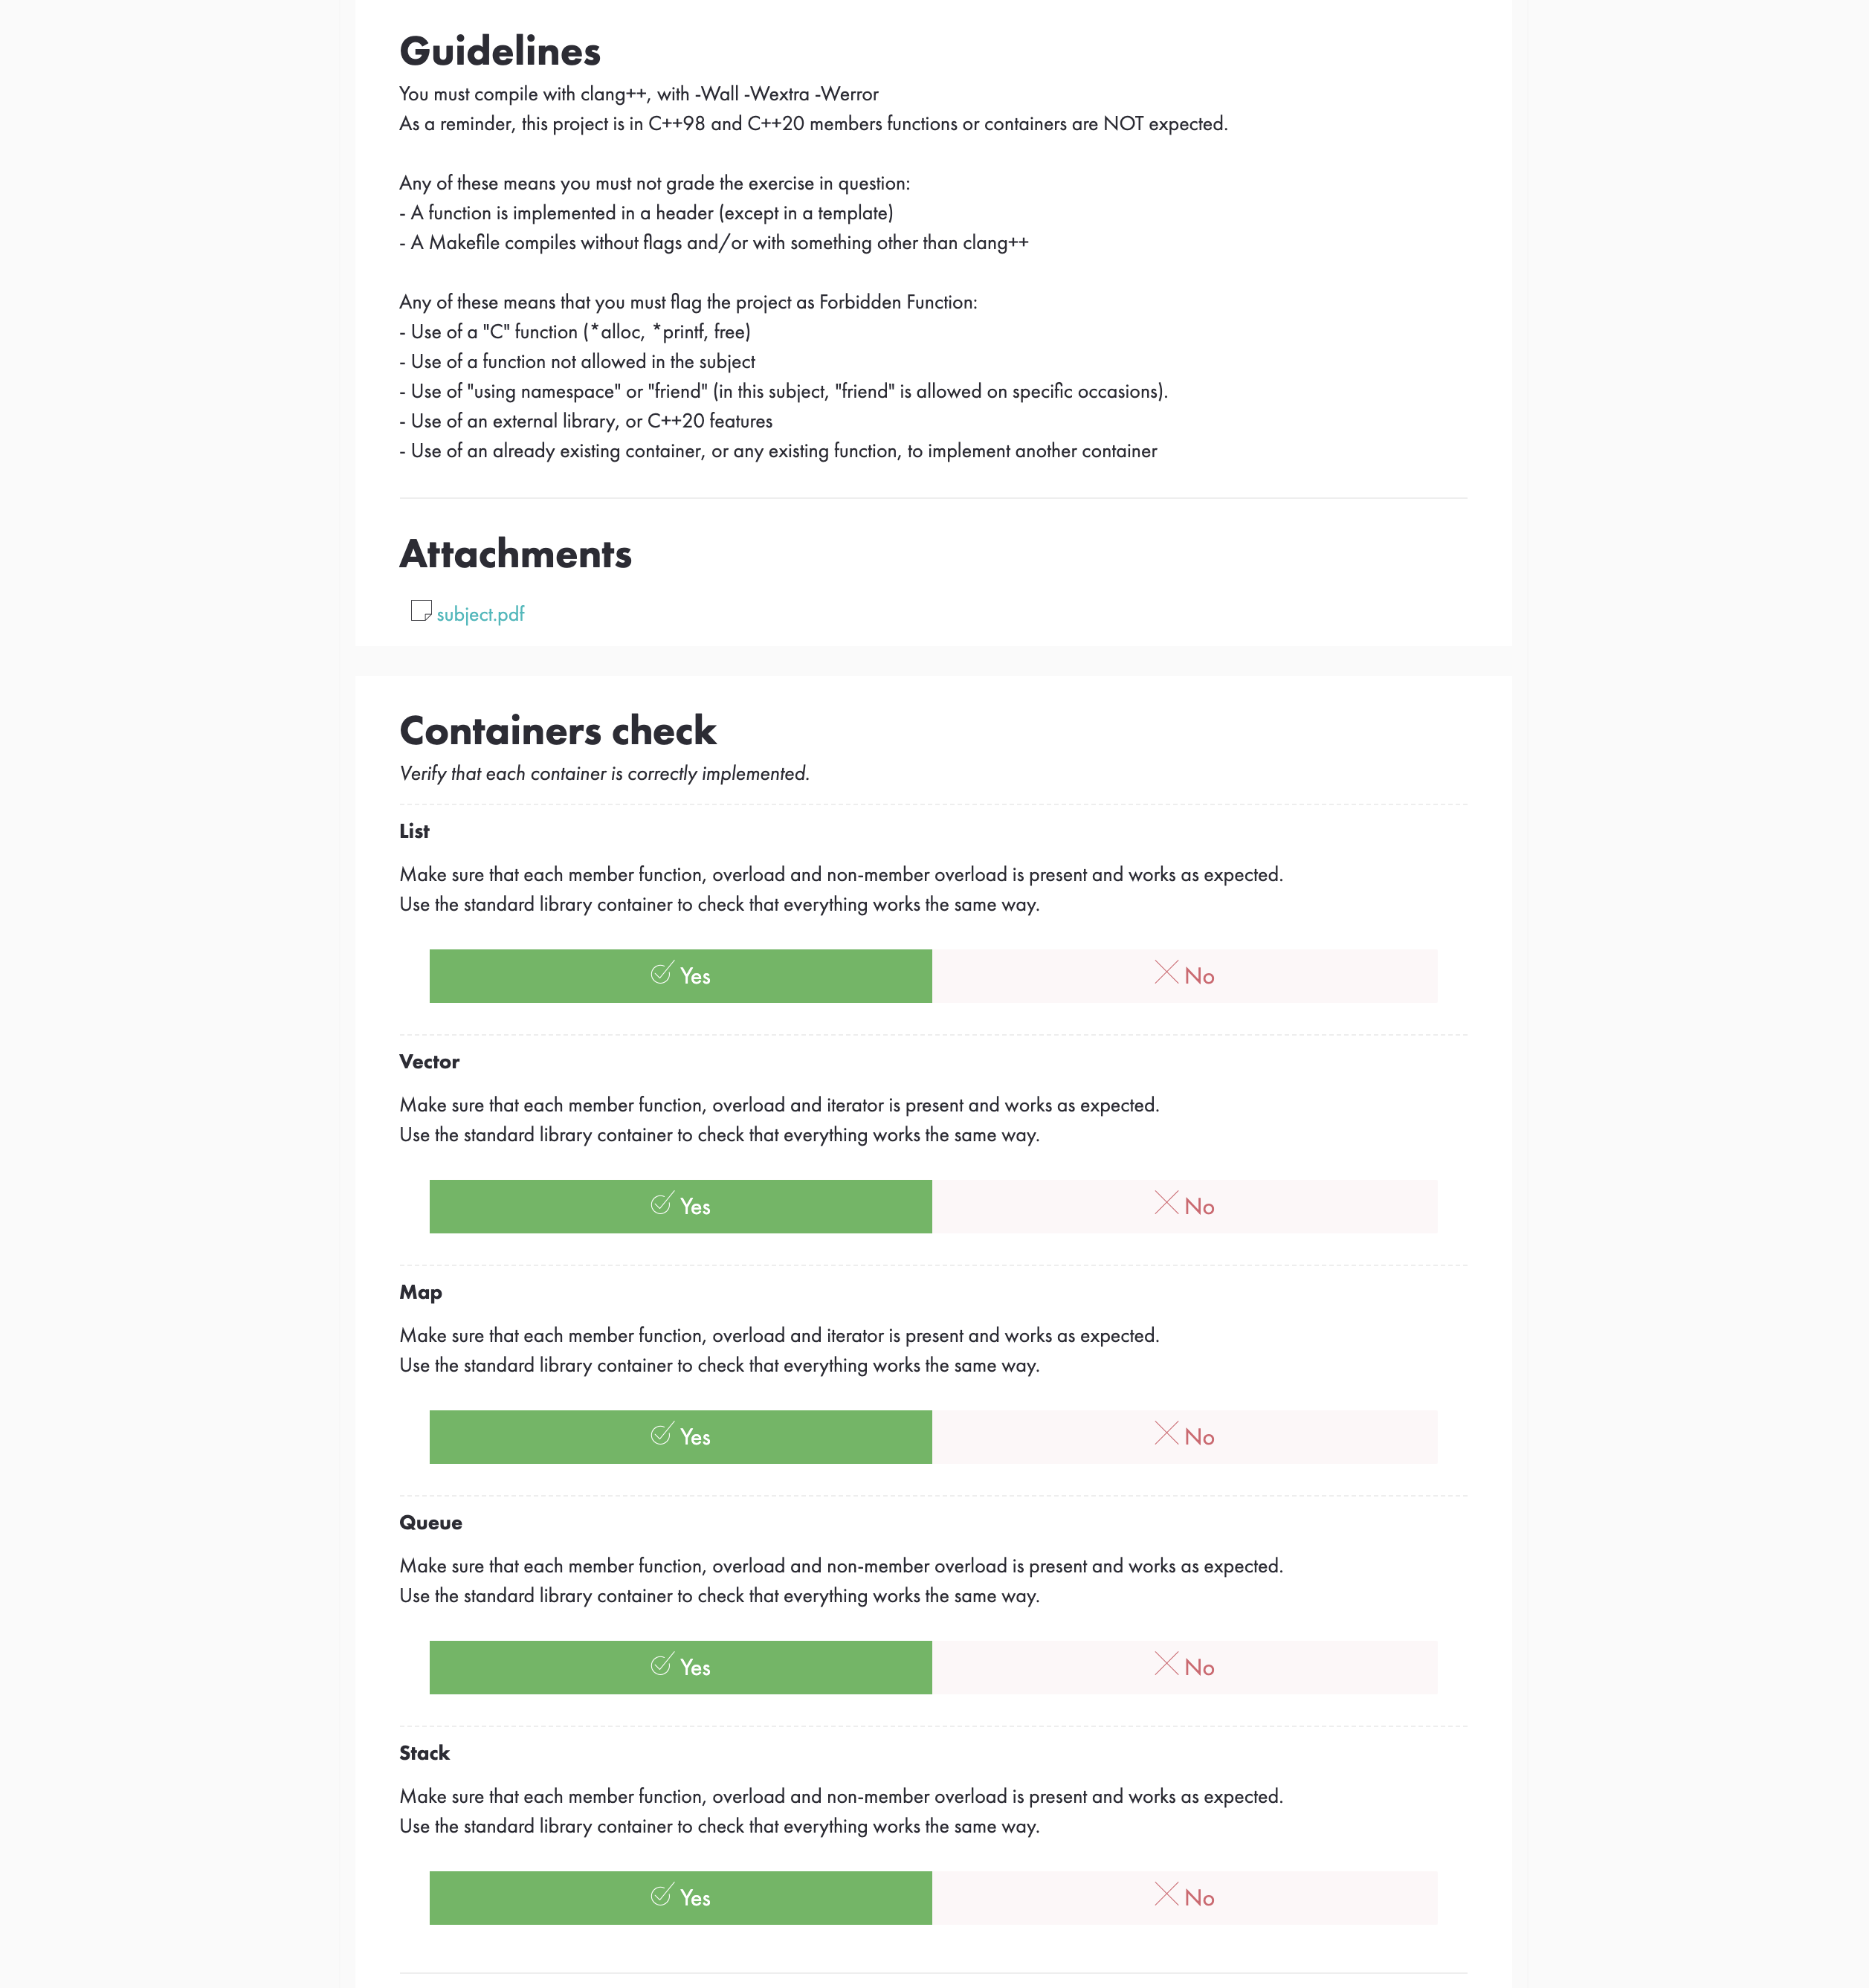 Guidelines
You must compile with clang++, with -Wall -Wextra -Werror
As a reminder, this project is in C++98 and C++20 members functions or containers are NOT expected.
Any of these means you must not grade the exercise in question:
- A function is implemented in a header (except in a template)
- A Makefile compiles without flags and/or with something other than clang++
Any of these means that you must flag the project as Forbidden Function:
- Use of a "C" function (*alloc, *printf, free)
- Use of a function not allowed in the subject
- Use of "using namespace" or "friend" (in this subject, "friend" is allowed on specific occasions).
- Use of an external library, or C++20 features
- Use of an already existing container, or any existing function, to implement another container
Attachments
subject.pdf
Containers check
Verify that each container is correctly implemented.
List
Make sure that each member function, overload and non-member overload is present and works as expected.
Use the standard library container to check that everything works the same way.
Yes No
Vector
Make sure that each member function, overload and iterator is present and works as expected.
Use the standard library container to check that everything works the same way.
Yes No
Map
Make sure that each member function, overload and iterator is present and works as expected.
Use the standard library container to check that everything works the same way.
Yes No
Queue
Make sure that each member function, overload and non-member overload is present and works as expected.
Use the standard library container to check that everything works the same way.
Yes No
Stack
Make sure that each member function, overload and non-member overload is present and works as expected.
Use the standard library container to check that everything works the same way.
Yes No